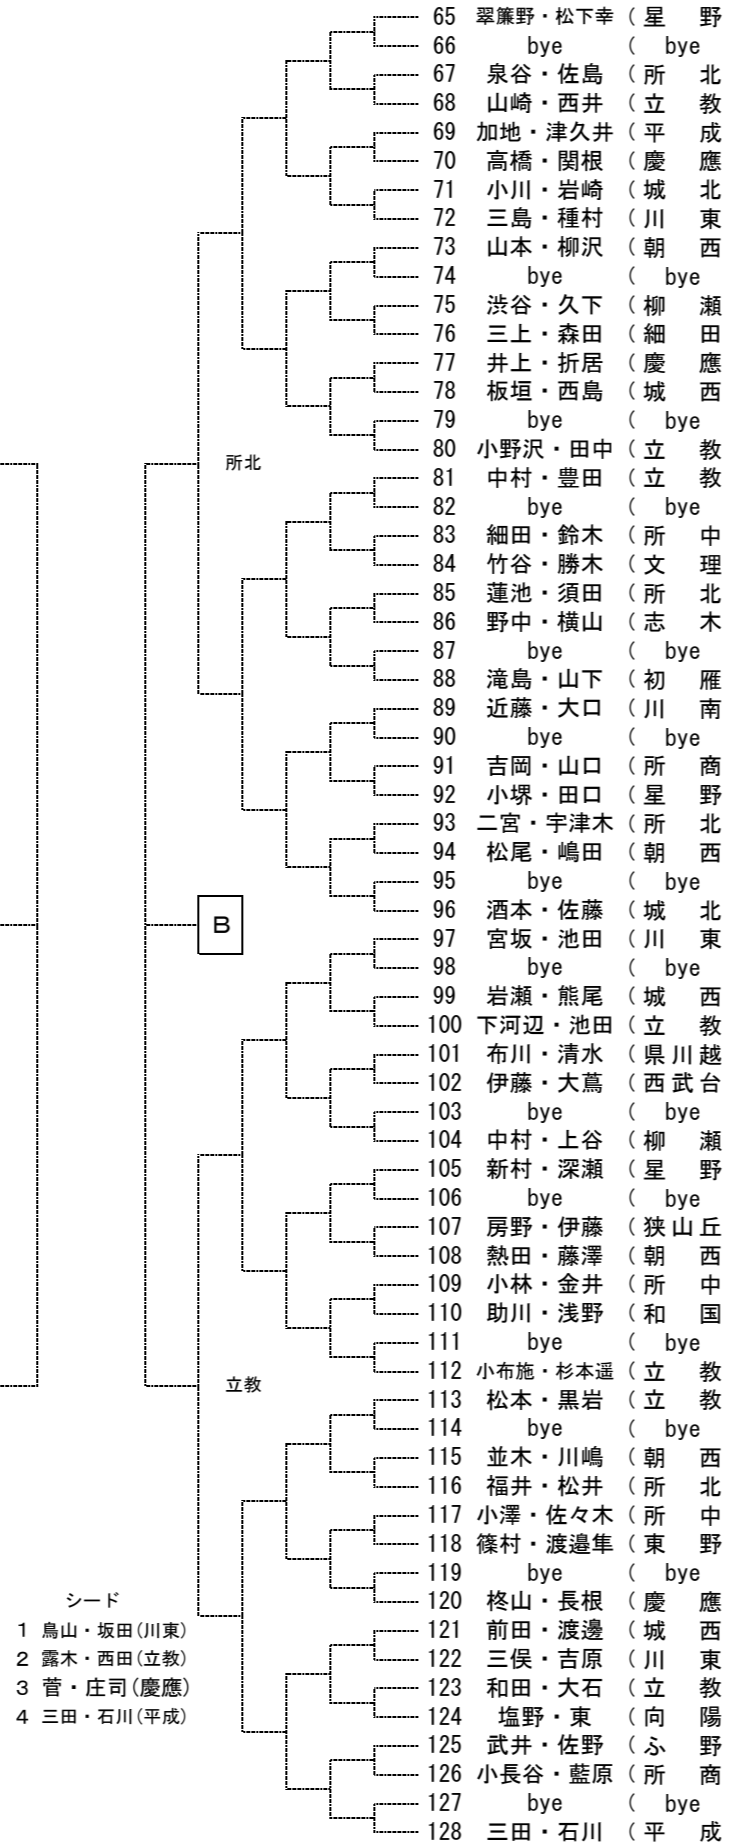 65 翠簾野・松下幸 ( 星 野
66 bye ( bye
67 泉谷・佐島 ( 所 北
68 山崎・西井 ( 立 教
69 加地・津久井 ( 平 成
70 高橋・関根 ( 慶 應
71 小川・岩崎 ( 城 北
72 三島・種村 ( 川 東
73 山本・柳沢 ( 朝 西
74 bye ( bye
75 渋谷・久下 ( 柳 瀬
76 三上・森田 ( 細 田
77 井上・折居 ( 慶 應
78 板垣・西島 ( 城 西
79 bye ( bye
80 小野沢・田中 ( 立 教
所北
81 中村・豊田 ( 立 教
82 bye ( bye
83 細田・鈴木 ( 所 中
84 竹谷・勝木 ( 文 理
85 蓮池・須田 ( 所 北
86 野中・横山 ( 志 木
87 bye ( bye
88 滝島・山下 ( 初 雁
89 近藤・大口 ( 川 南
90 bye ( bye
91 吉岡・山口 ( 所 商
92 小堺・田口 ( 星 野
93 二宮・宇津木 ( 所 北
94 松尾・嶋田 ( 朝 西
95 bye ( bye
96 酒本・佐藤 ( 城 北
B
97 宮坂・池田 ( 川 東
98 bye ( bye
99 岩瀬・熊尾 ( 城 西
100 下河辺・池田 ( 立 教
101 布川・清水 ( 県川越
102 伊藤・大蔦 ( 西武台
103 bye ( bye
104 中村・上谷 ( 柳 瀬
105 新村・深瀬 ( 星 野
106 bye ( bye
107 房野・伊藤 ( 狭山丘
108 熱田・藤澤 ( 朝 西
109 小林・金井 ( 所 中
110 助川・浅野 ( 和 国
111 bye ( bye
112 小布施・杉本遥 ( 立 教
立教
113 松本・黒岩 ( 立 教
114 bye ( bye
115 並木・川嶋 ( 朝 西
116 福井・松井 ( 所 北
117 小澤・佐々木 ( 所 中
118 篠村・渡邉隼 ( 東 野
119 bye ( bye
120 柊山・長根 ( 慶 應
121 前田・渡邊 ( 城 西
122 三俣・吉原 ( 川 東
123 和田・大石 ( 立 教
124 塩野・東 ( 向 陽
125 武井・佐野 ( ふ 野
126 小長谷・藍原 ( 所 商
127 bye ( bye
128 三田・石川 ( 平 成
シード
1 鳥山・坂田(川東)
2 露木・西田(立教)
3 菅・庄司(慶應)
4 三田・石川(平成)